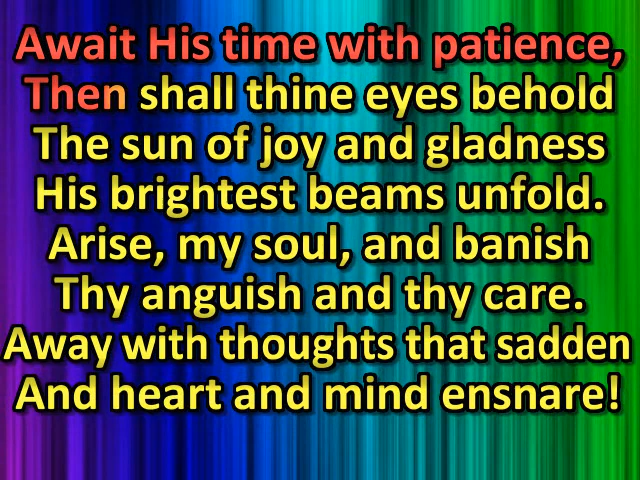 Await His time with patience,
Then shall thine eyes behold
The sun of joy and gladness
His brightest beams unfold.
Arise, my soul, and banish
Thy anguish and thy care.
Away with thoughts that sadden
And heart and mind ensnare!